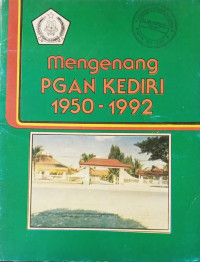 Mengenang
PGAN KEDIRI
1950 - 1992